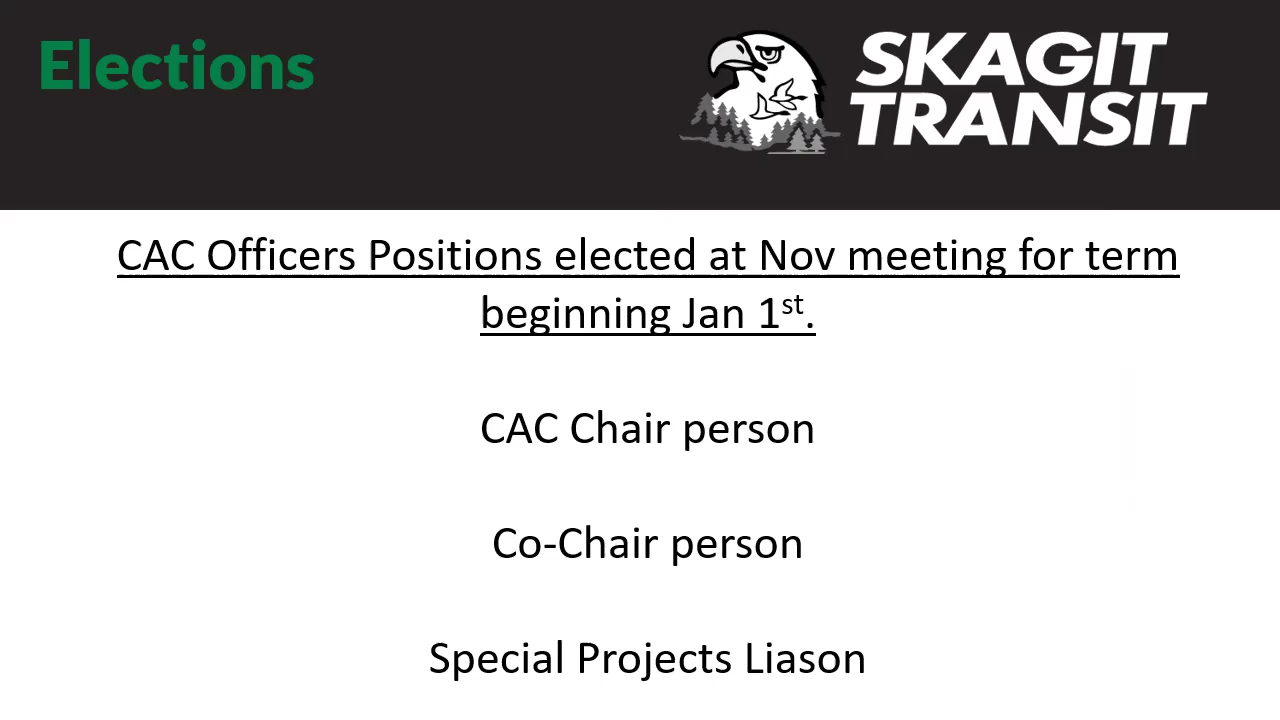 Elections
SKAGIT
TRANSIT
CAC Officers Positions elected at Nov meeting for term
beginning Jan 1st.
CAC Chair person
Co-Chair person
Special Projects Liason